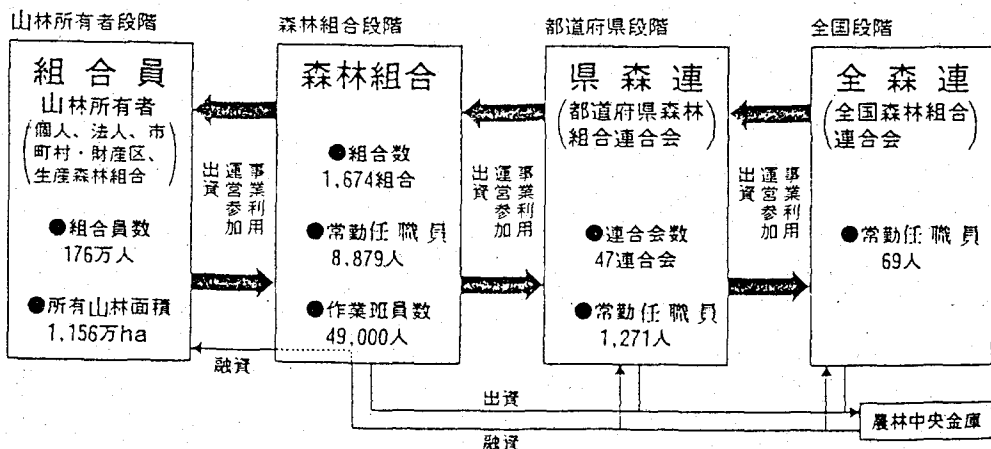 山林所有者段階
組合員
山林所有者
(個人、法人、市
町村・財産区、
生産森林組合)
●組合員数
176万人
●所有山林面積
1,156万ha
事業利用
運営参加
出資
森林組合段階
森林組合
●組合数
1,674組合
●常勤任職員
8,879人
●作業班員数
49,000人
事業利用
運営参加
出資
都道府県段階
県森連
(都道府県森林
組合連合会)
●連合会数
47連合会
●常勤任職員
1,271人
事業利用
運営参加
出資
全国段階
全森連
(全国森林組合
連合会)
●常勤任職員
69人
融資
出資
融資
農林中央金庫